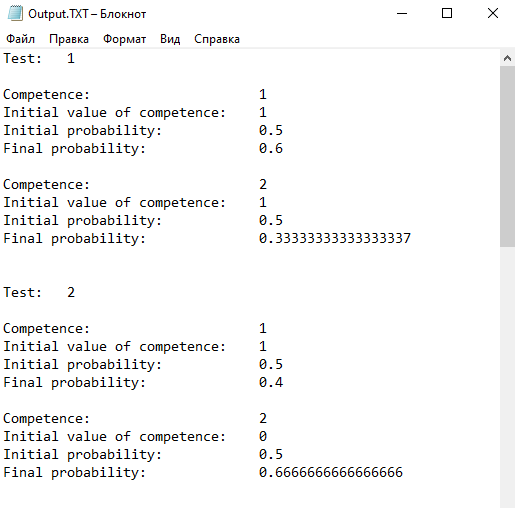 Output.TXT – Блокнот
Файл Правка Формат Вид Справка
Test: 1
Competence: 1
Initial value of competence: 1
Initial probability: 0.5
Final probability: 0.6
Competence: 2
Initial value of competence: 1
Initial probability: 0.5
Final probability: 0.33333333333333337
Test: 2
Competence: 1
Initial value of competence: 1
Initial probability: 0.5
Final probability: 0.4
Competence: 2
Initial value of competence: 0
Initial probability: 0.5
Final probability: 0.6666666666666666